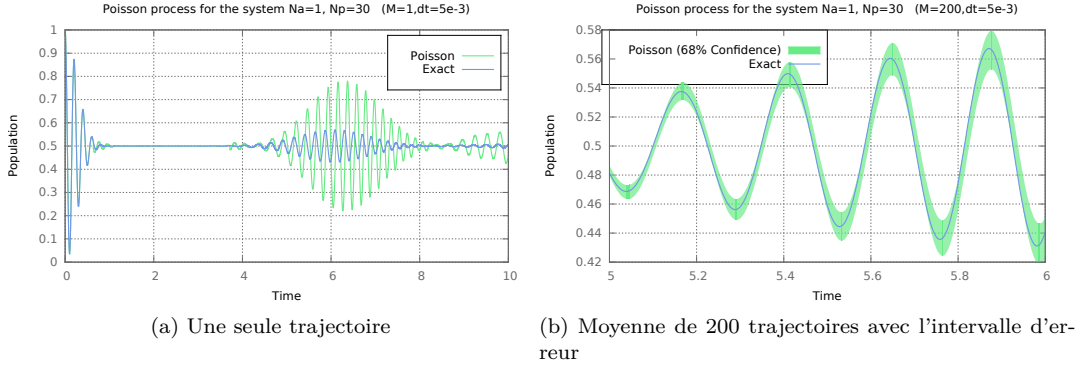 Poisson process for the system Na=1, Np=30 (M=1,dt=5e-3)
1
0.9
0.8
0.7
0.6
0.5
0.4
0.3
0.2
0.1
0
Population
Poisson
Exact
0 2 4 6 8 10
Time
(a) Une seule trajectoire
Poisson process for the system Na=1, Np=30 (M=200,dt=5e-3)
0.58
0.56
0.54
0.52
0.5
0.48
0.46
0.44
0.42
Population
Poisson (68% Confidence)
Exact
5 5.2 5.4 5.6 5.8 6
Time
(b) Moyenne de 200 trajectoires avec l'intervalle d'er-
reur